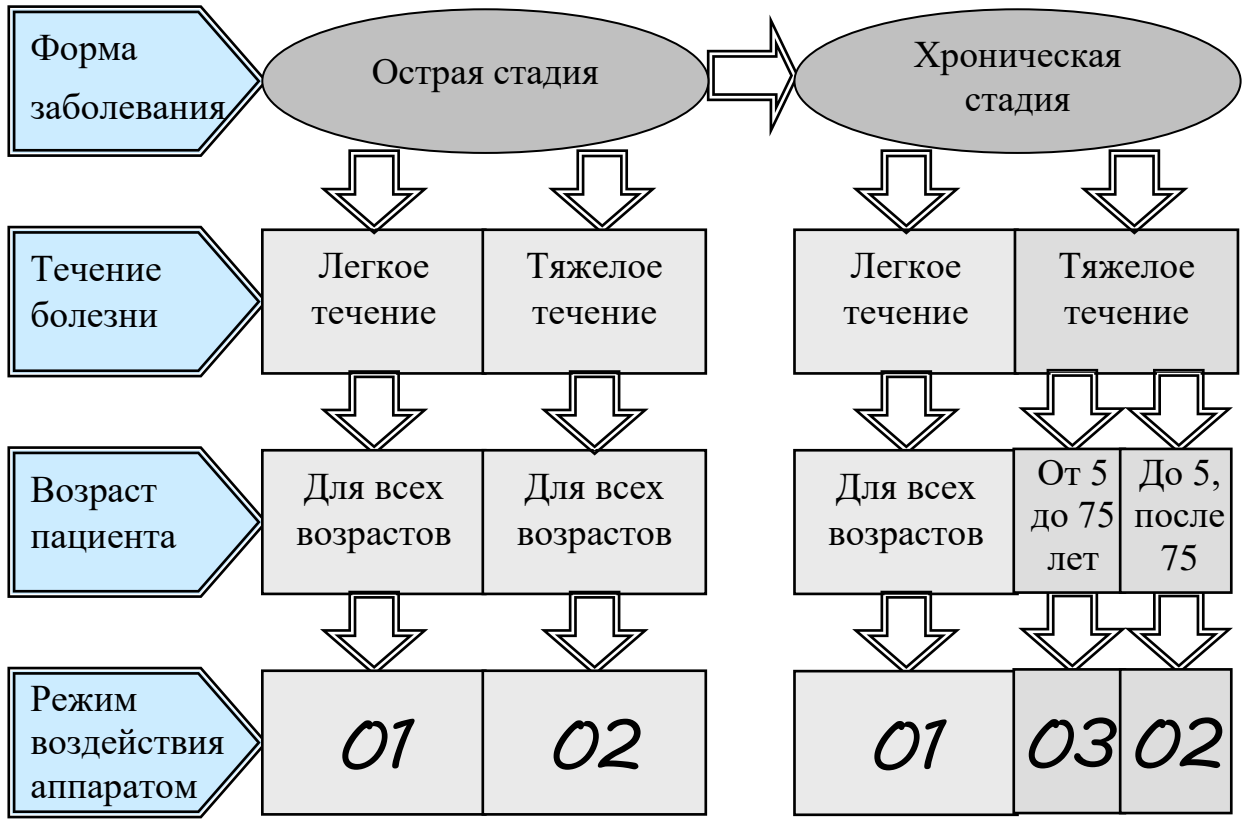 Форма
заболевания
Острая стадия
Хроническая
стадия
Течение
болезни
Легкое
течение
Тяжелое
течение
Легкое
течение
Тяжелое
течение
Возраст
пациента
Для всех
возрастов
Для всех
возрастов
Для всех
возрастов
От 5
до 75
лет
До 5,
после
75
Режим
воздействия
аппаратом
01
02
01
03
02